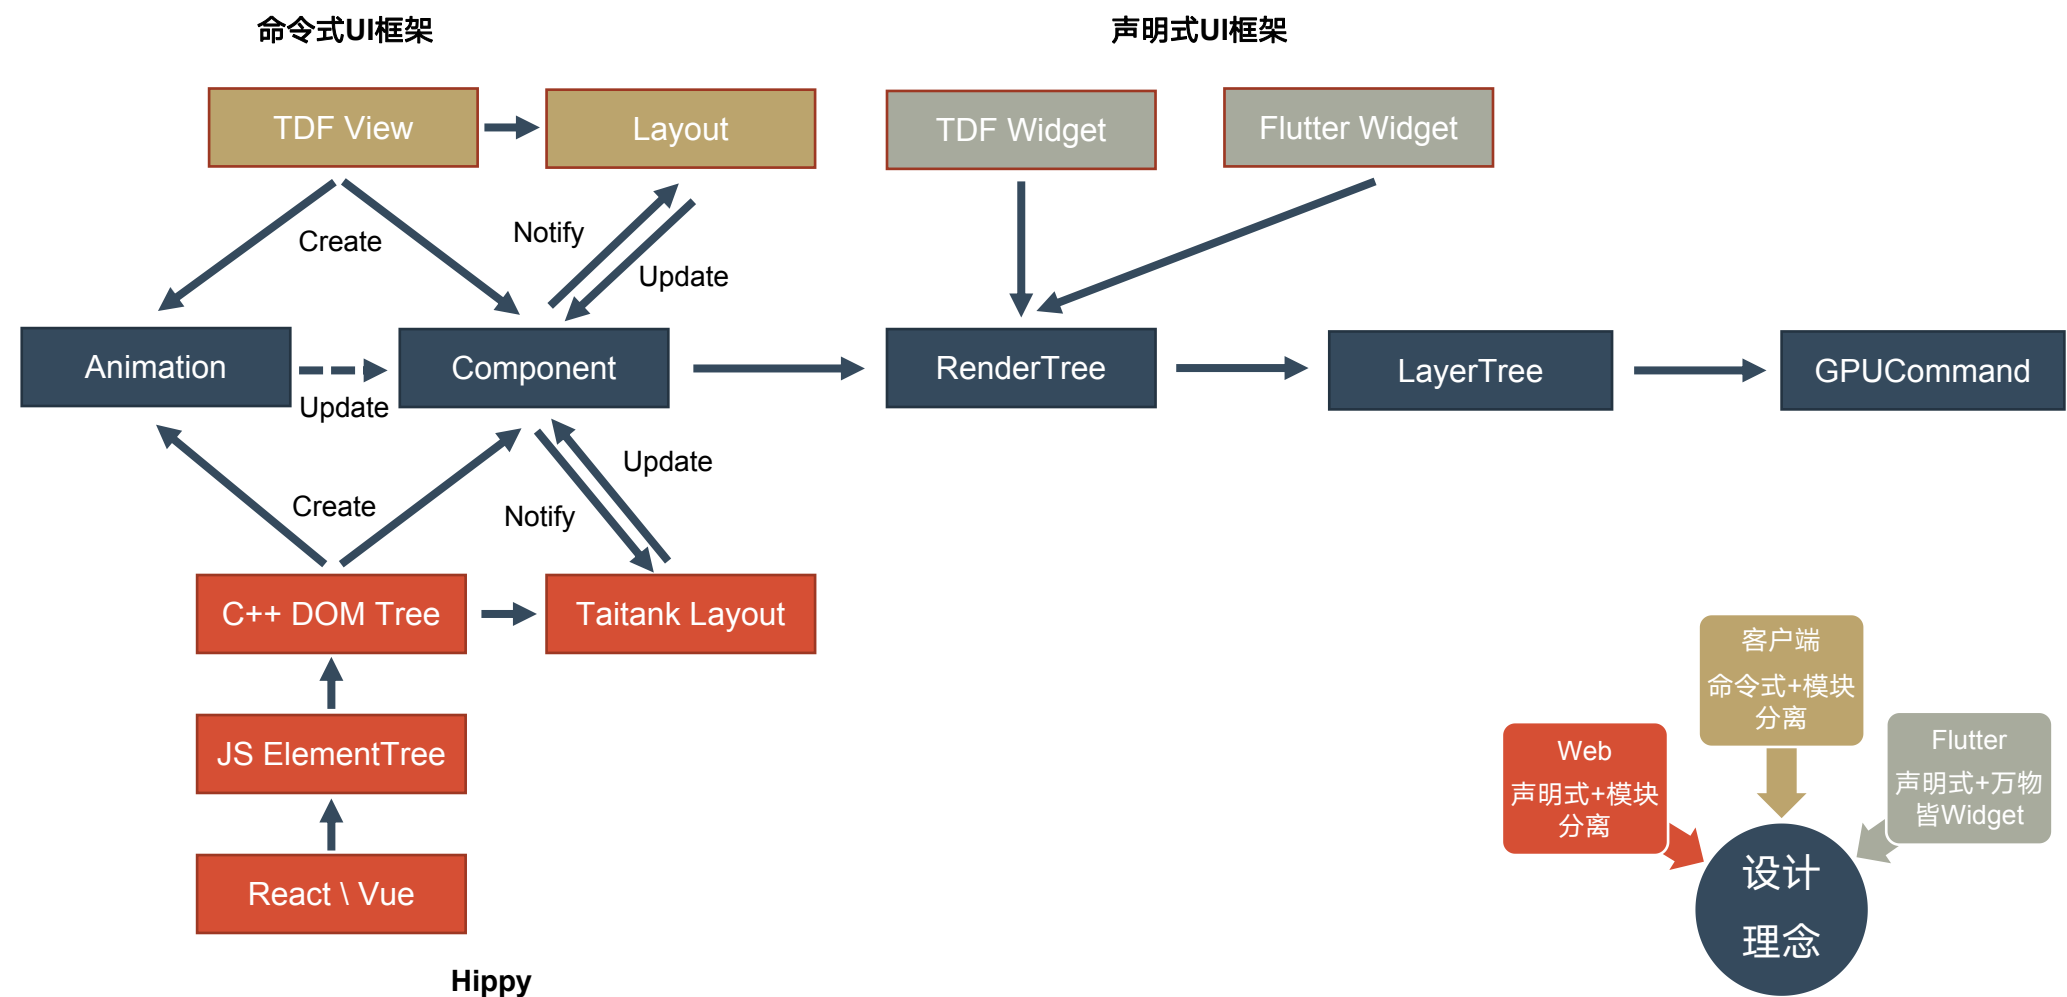 命令式UI框架
声明式UI框架
TDF View
Layout
TDF Widget
Flutter Widget
Create
Notify
Update
Animation
Update
Component
RenderTree
LayerTree
GPUCommand
Create
Notify
Update
C++ DOM Tree
Taitank Layout
JS ElementTree
React \ Vue
Hippy
客户端
命令式+模块
分离
Web
声明式+模块
分离
Flutter
声明式+万物
皆Widget
设计
理念